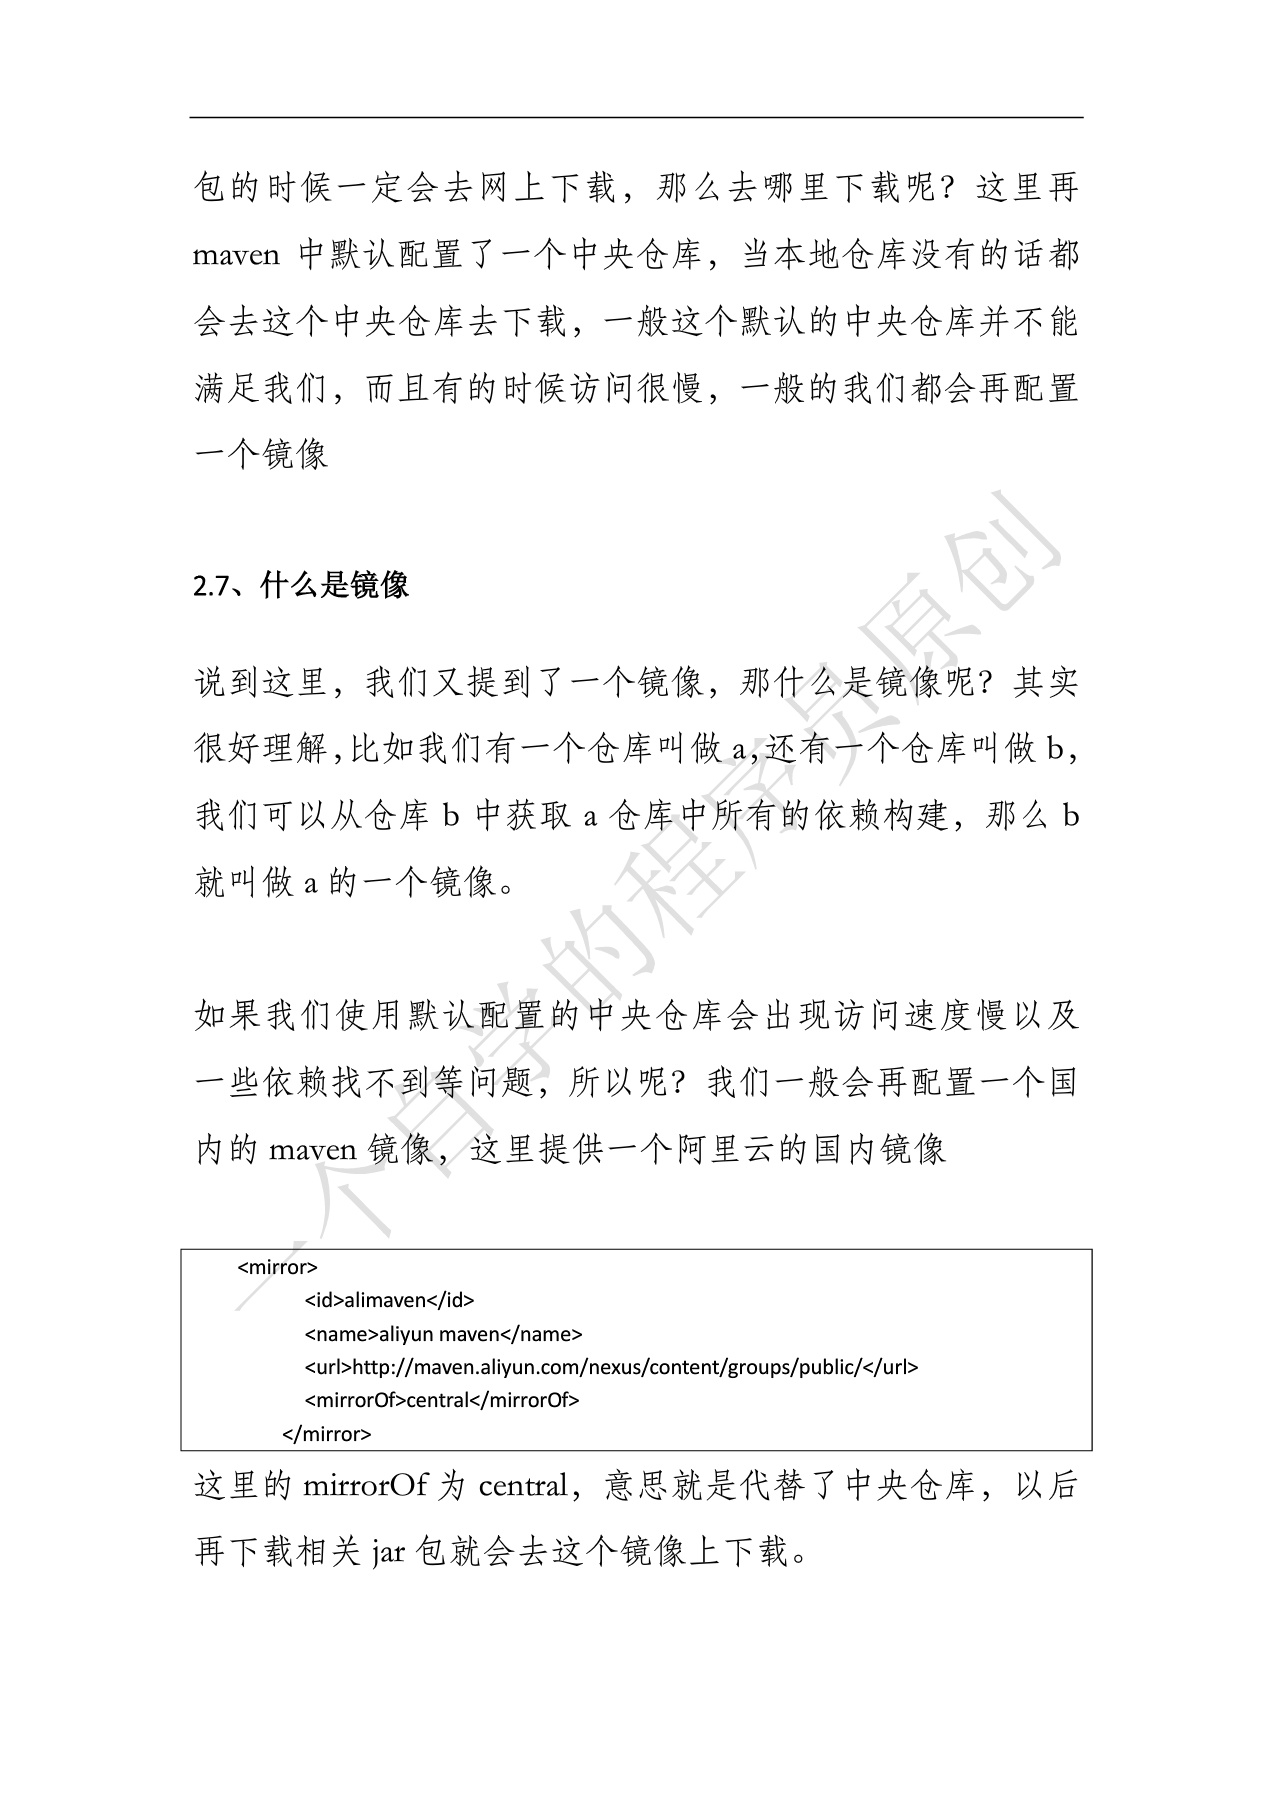 包的时候一定会去网上下载，那么去哪里下载呢？这里再
maven 中默认配置了一个中央仓库，当本地仓库没有的话都
会去这个中央仓库去下载，一般这个默认的中央仓库并不能
满足我们，而且有的时候访问很慢，一般的我们都会再配置
一个镜像
2.7、什么是镜像
说到这里，我们又提到了一个镜像，那什么是镜像呢？其实
很好理解，比如我们有一个仓库叫做 a，还有一个仓库叫做 b，
我们可以从仓库 b 中获取 a 仓库中所有的依赖构建，那么 b
就叫做 a 的一个镜像。
如果我们使用默认配置的中央仓库会出现访问速度慢以及
一些依赖找不到等问题，所以呢？我们一般会再配置一个国
内的 maven 镜像，这里提供一个阿里云的国内镜像
<mirror>
<id>alimaven</id>
<name>aliyun maven</name>
<url>http://maven.aliyun.com/nexus/content/groups/public/</url>
<mirrorOf>central</mirrorOf>
</mirror>
这里的 mirrorOf 为 central，意思就是代替了中央仓库，以后
再下载相关 jar 包就会去这个镜像上下载。
一个自学的程序员原创